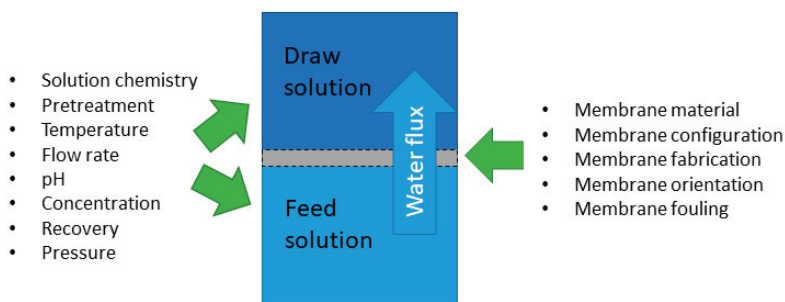 • Solution chemistry
• Pretreatment
• Temperature
• Flow rate
• pH
• Concentration
• Recovery
• Pressure
Draw
solution
Water flux
Feed
solution
• Membrane material
• Membrane configuration
• Membrane fabrication
• Membrane orientation
• Membrane fouling